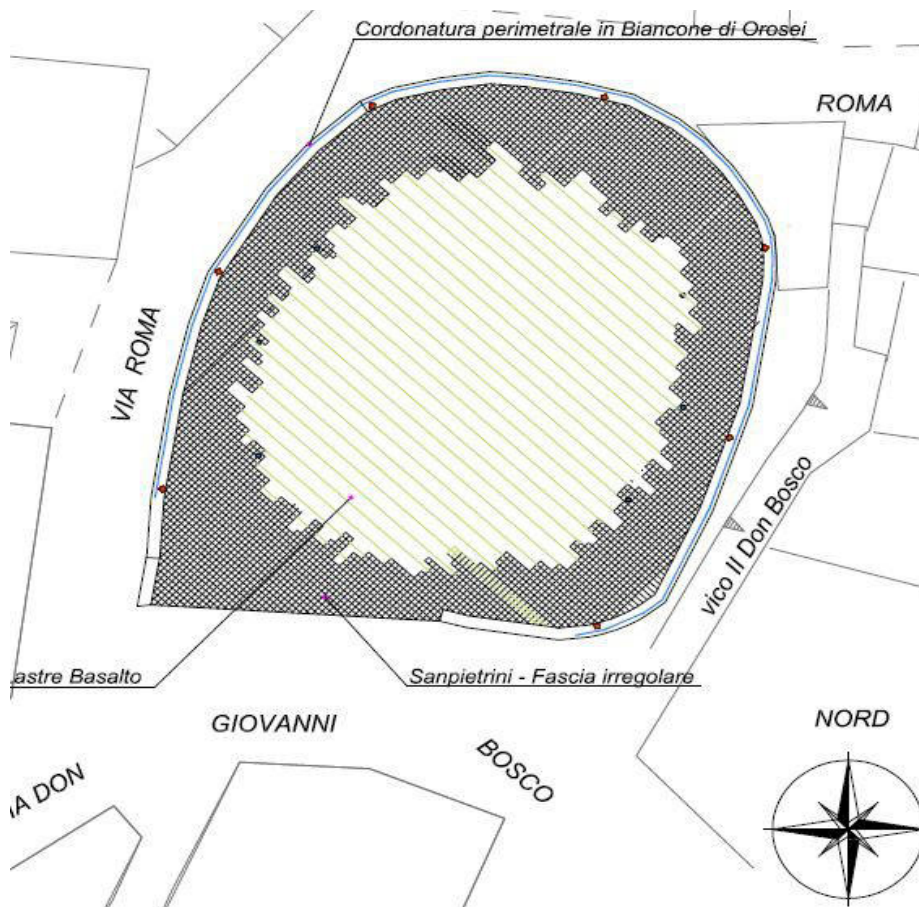 Cordonatura perimetrale in Biancone di Orosei
ROMA
VIA ROMA
vico II Don Bosco
astre Basalto
Sanpietrini - Fascia irregolare
GIOVANNI
NORD
BOSCO
IA DON